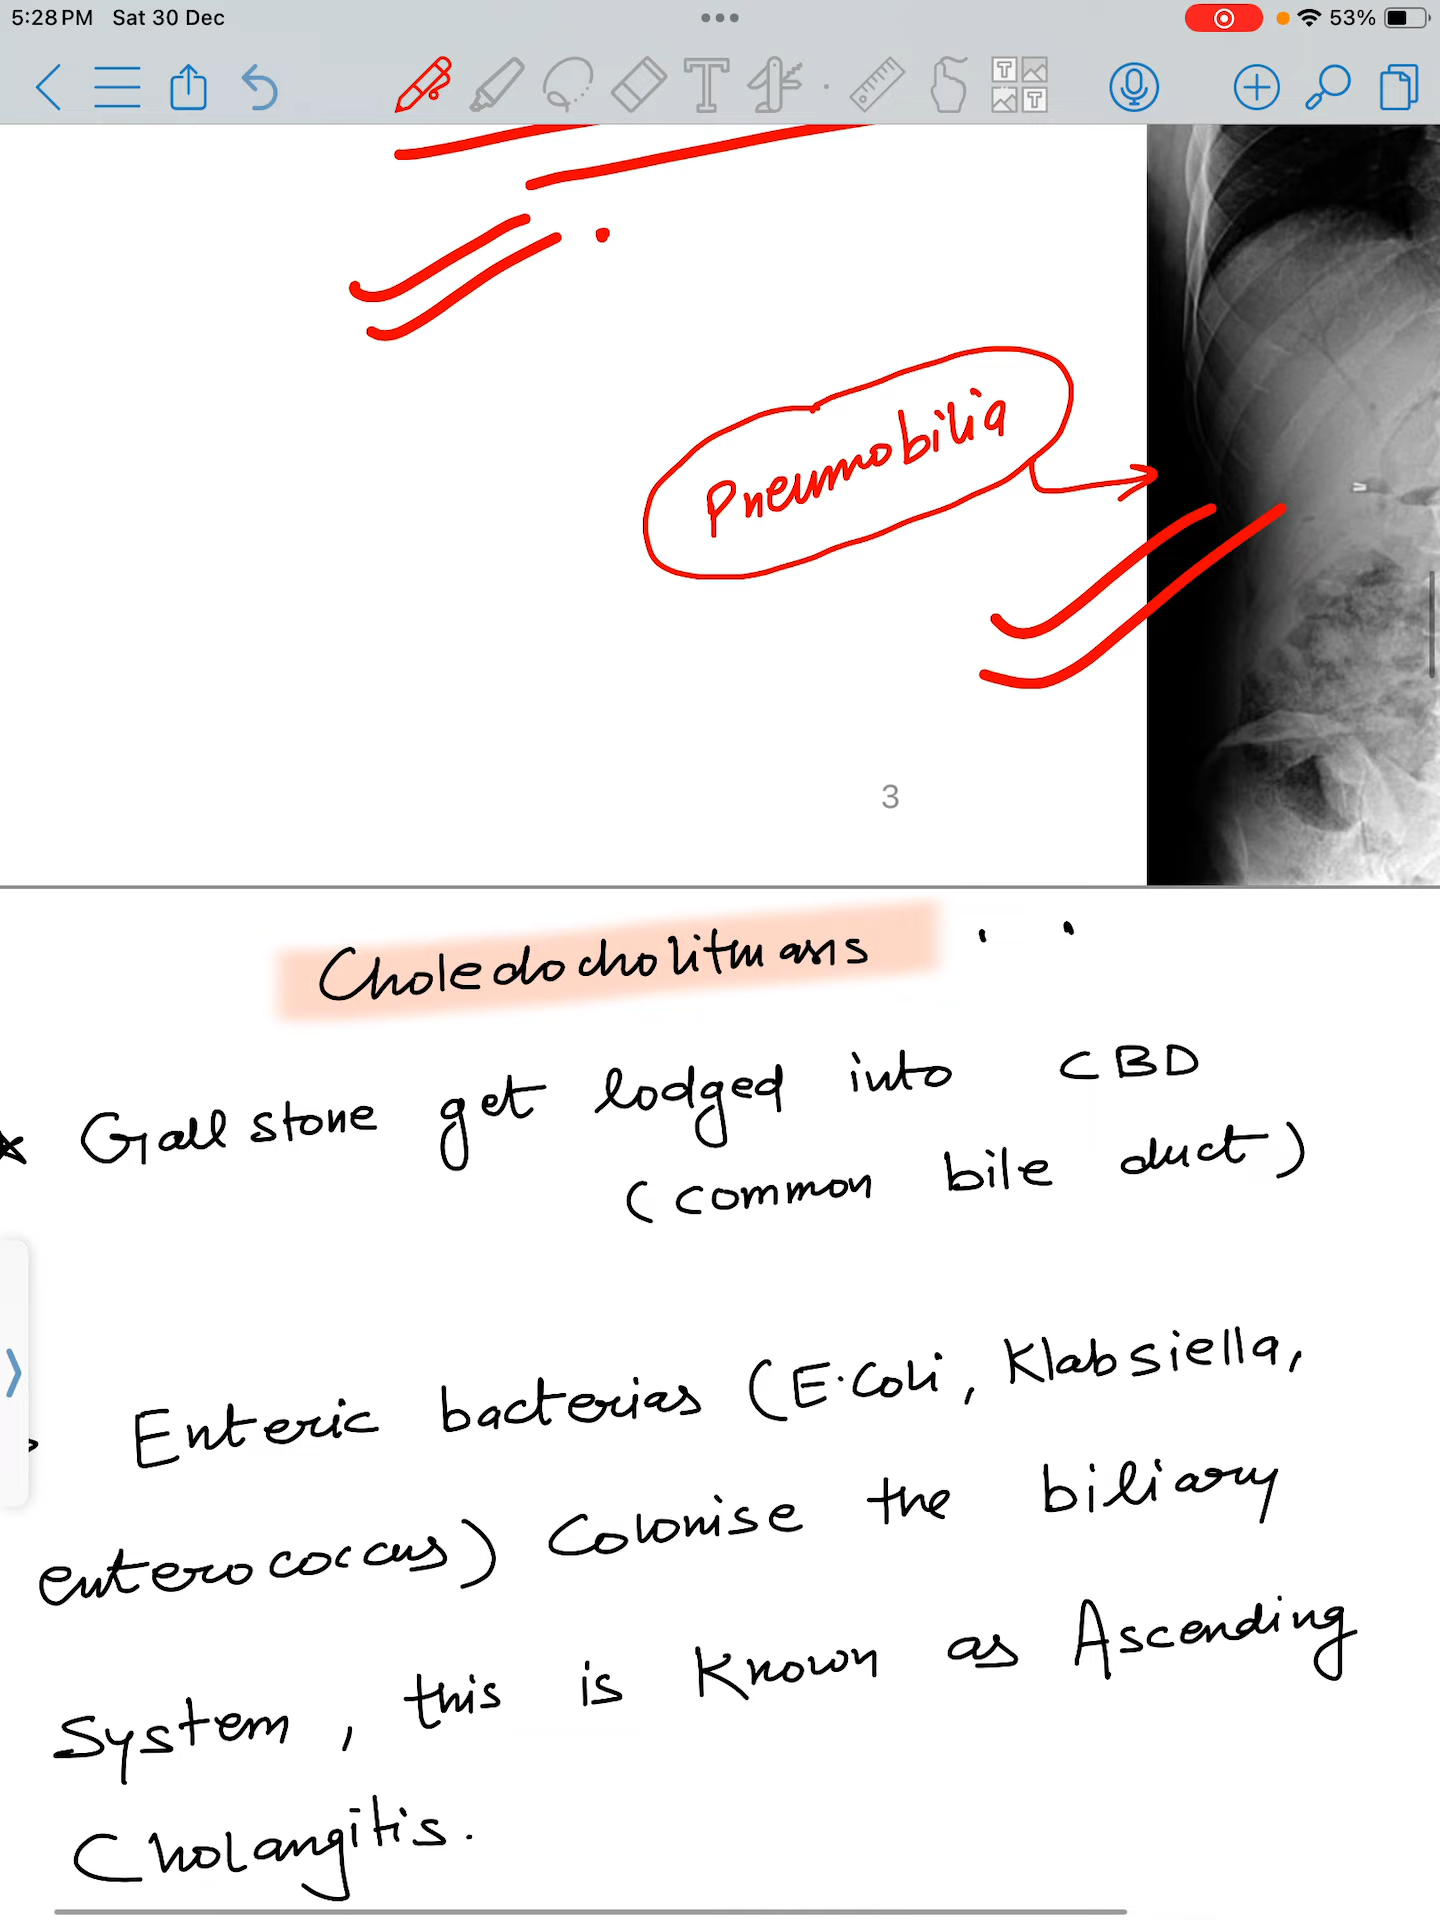 5:28 PM Sat 30 Dec
53%
Pneumobilia
3
Choledocholithiasis
Gall stone get lodged into CBD
(common bile duct)
Enteric bacterias (E.Coli, Klabsiella,
enterococcus) Colonise the biliary
System, this is Known as Ascending
Cholangitis.